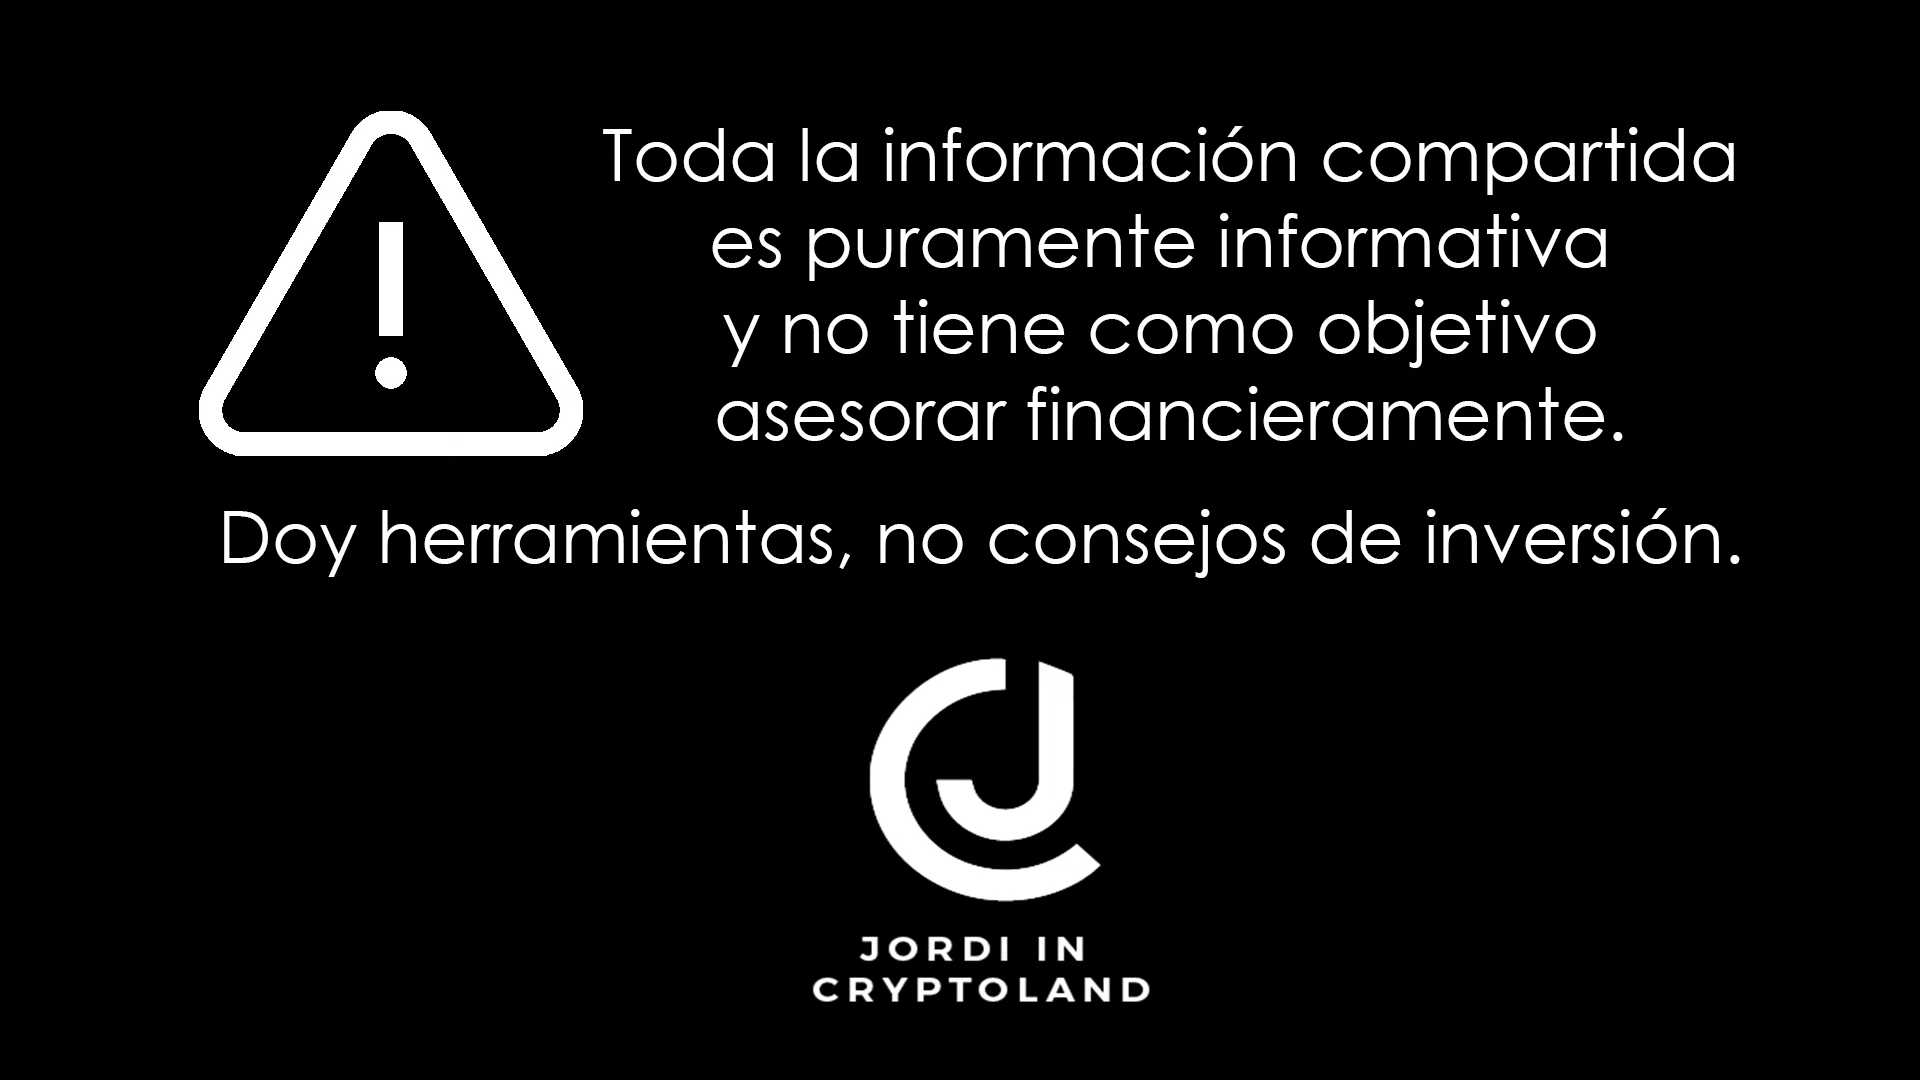 Toda la información compartida
es puramente informativa
y no tiene como objetivo
asesorar financieramente.
Doy herramientas, no consejos de inversión.
JORDI IN
CRYPTOLAND